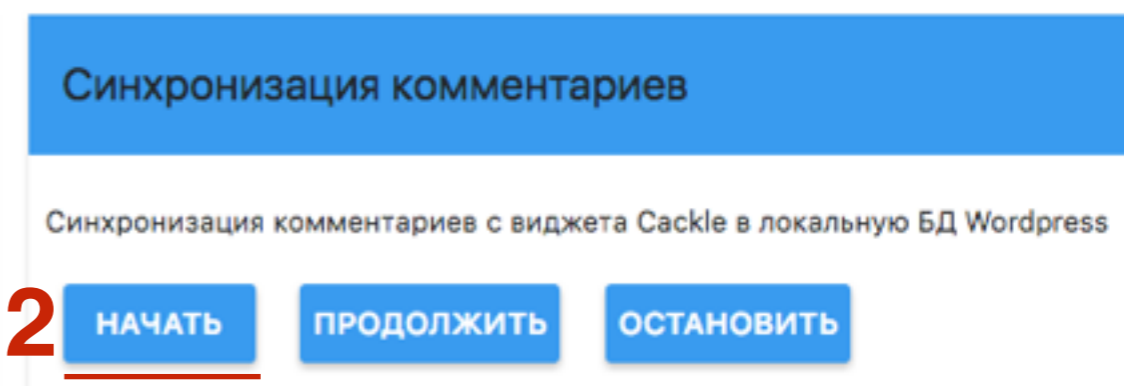 Синхронизация комментариев
Синхронизация комментариев с виджета Cackle в локальную БД Wordpress
2 НАЧАТЬ ПРОДОЛЖИТЬ ОСТАНОВИТЬ